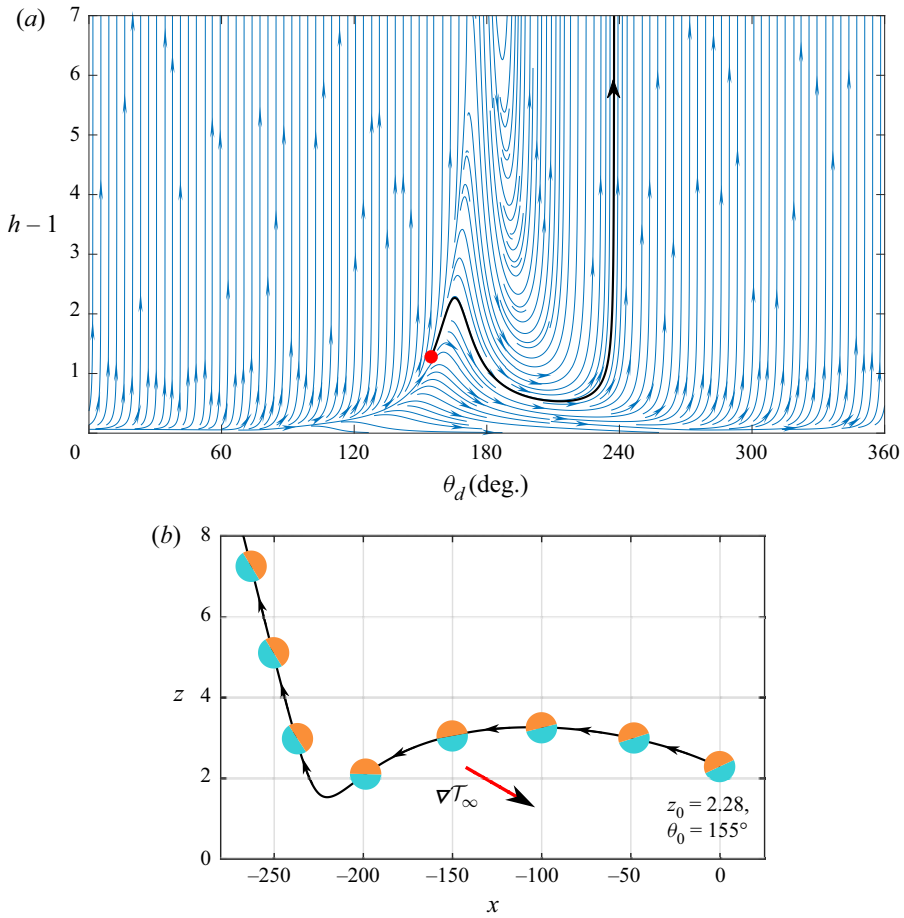 (a)
7
6
5
4
h – 1
3
2
1
0 60 120 180 240 300 360
θd (deg.)
(b)
8
6
z 4
2
∇T∞
z0 = 2.28,
θ0 = 155°
0
–250 –200 –150 –100 –50 0
x